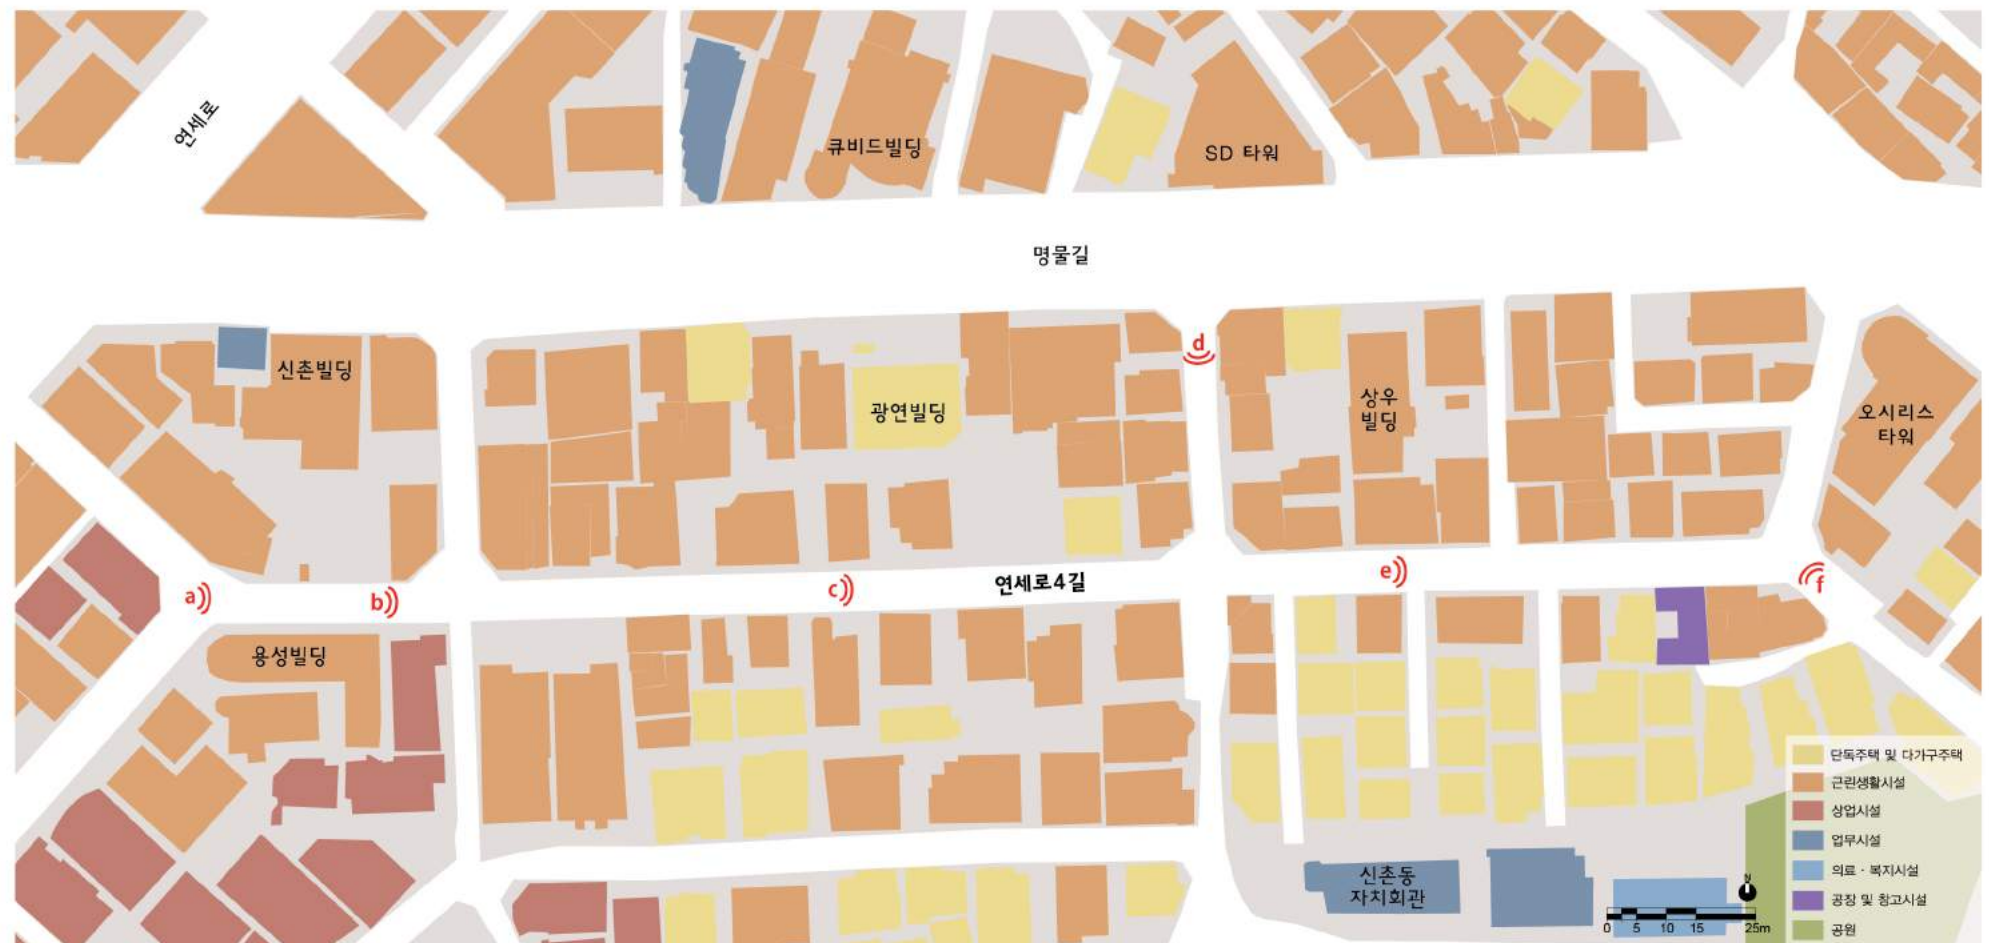 연세로
큐비드빌딩
SD 타워
명물길
신촌빌딩
광연빌딩
d
상우
빌딩
오시리스
타워
a
b
c
연세로4길
e
f
용성빌딩
신촌동
자치회관
단독주택 및 다가구주택
근린생활시설
상업시설
업무시설
의료 · 복지시설
공장 및 창고시설
공원
N
0 5 10 15 25m